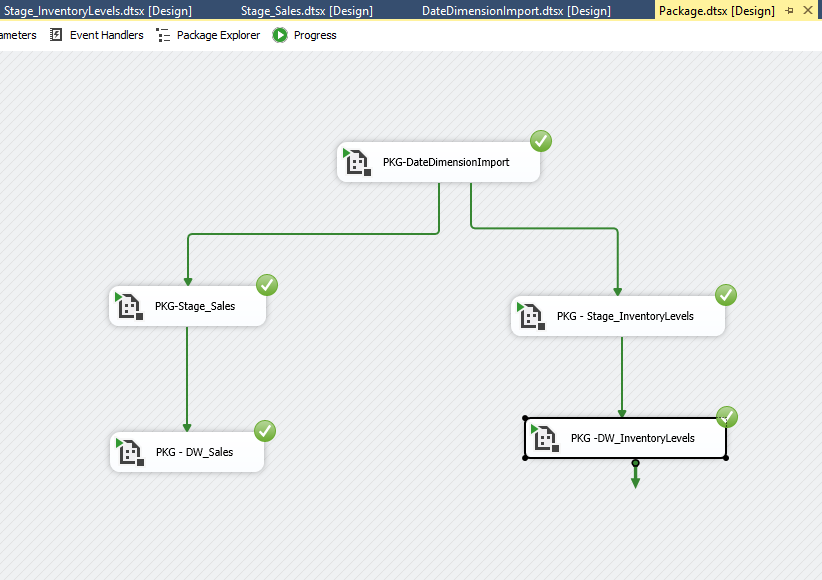 Stage_InventoryLevels.dtsx [Design] Stage_Sales.dtsx [Design] DateDimensionImport.dtsx [Design] Package.dtsx [Design]
ameters Event Handlers Package Explorer Progress
PKG-DateDimensionImport
PKG-Stage_Sales
PKG - Stage_InventoryLevels
PKG - DW_Sales
PKG -DW_InventoryLevels